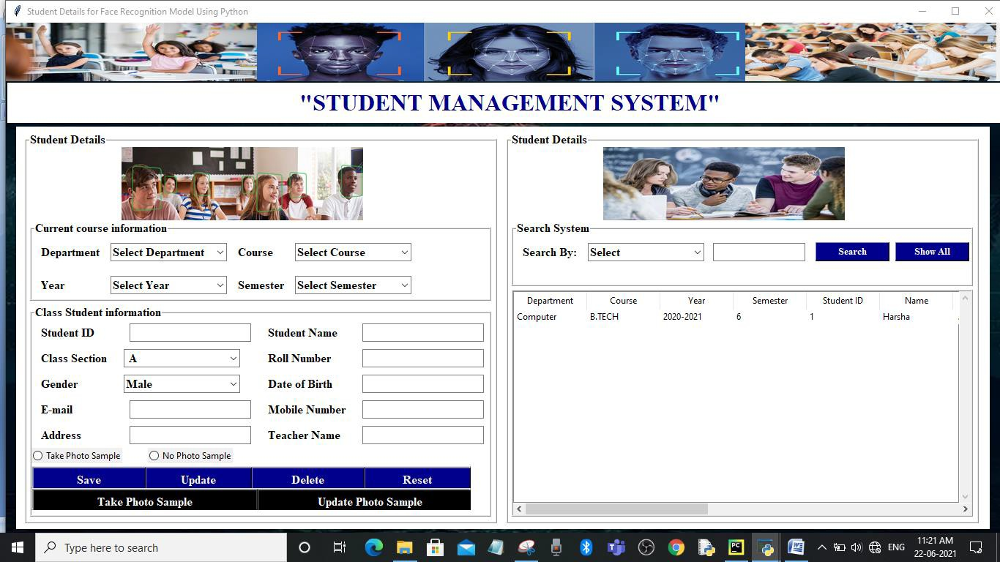 Student Details for Face Recognition Model Using Python
"STUDENT MANAGEMENT SYSTEM"
Student Details
Current course information
Department Select Department Course Select Course
Year Select Year Semester Select Semester
Class Student information
Student ID Student Name
Class Section A Roll Number
Gender Male Date of Birth
E-mail Mobile Number
Address Teacher Name
Take Photo Sample No Photo Sample
Save Update Delete Reset
Take Photo Sample Update Photo Sample
Student Details
Search System
Search By: Select Search Show All
Department Course Year Semester Student ID Name
Computer B.TECH 2020-2021 6 1 Harsha
Type here to search
PC
W
ENG
11:21 AM
22-06-2021